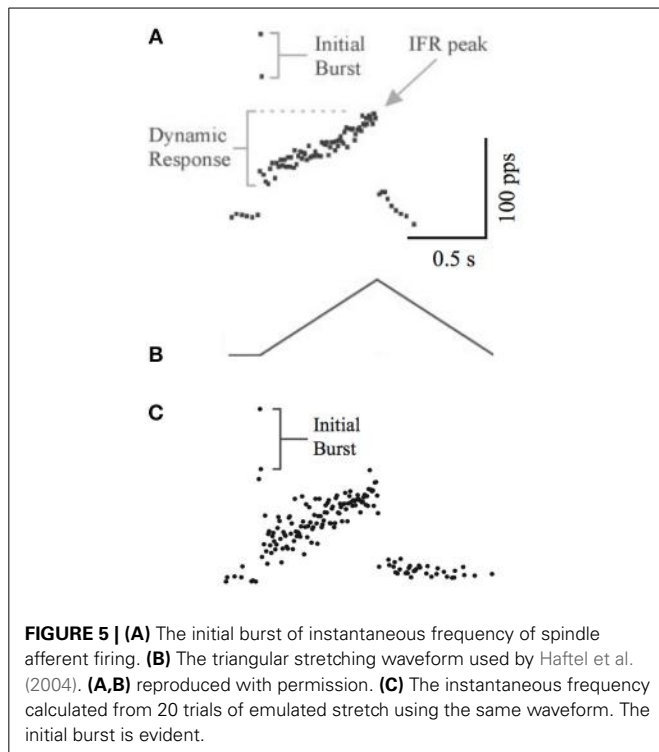 A
Initial
Burst
IFR peak
Dynamic
Response
100 pps
0.5 s
B
C
Initial
Burst
FIGURE 5 | (A) The initial burst of instantaneous frequency of spindle
afferent firing. (B) The triangular stretching waveform used by Haftel et al.
(2004). (A,B) reproduced with permission. (C) The instantaneous frequency
calculated from 20 trials of emulated stretch using the same waveform. The
initial burst is evident.